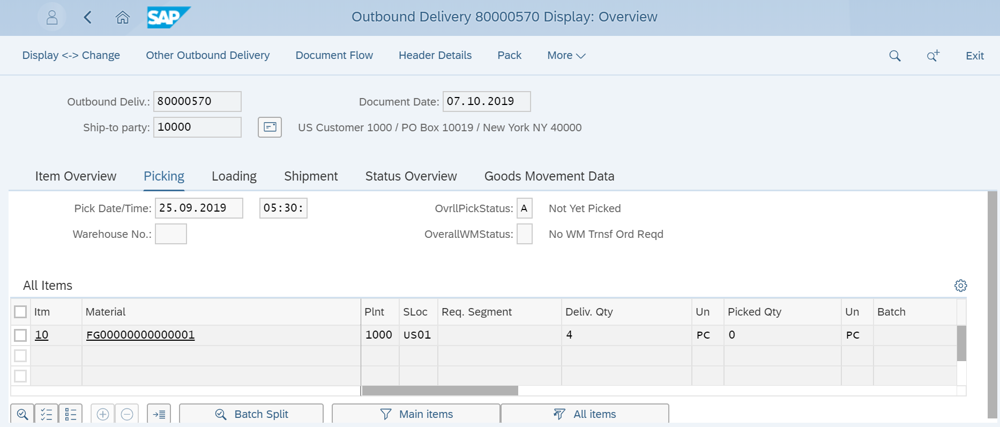 SAP Outbound Delivery 80000570 Display: Overview
Display <-> Change Other Outbound Delivery Document Flow Header Details Pack More Exit
Outbound Deliv.: 80000570 Document Date: 07.10.2019
Ship-to party: 10000 US Customer 1000 / PO Box 10019 / New York NY 40000
Item Overview Picking Loading Shipment Status Overview Goods Movement Data
Pick Date/Time: 25.09.2019 05:30: OvrllPickStatus: A Not Yet Picked
Warehouse No.: OverallWMStatus: No WM Trnsf Ord Reqd
All Items
Itm Material Plnt SLoc Req. Segment Deliv. Qty Un Picked Qty Un Batch
10 FG00000000000001 1000 US01 4 PC 0 PC
Batch Split Main items All items